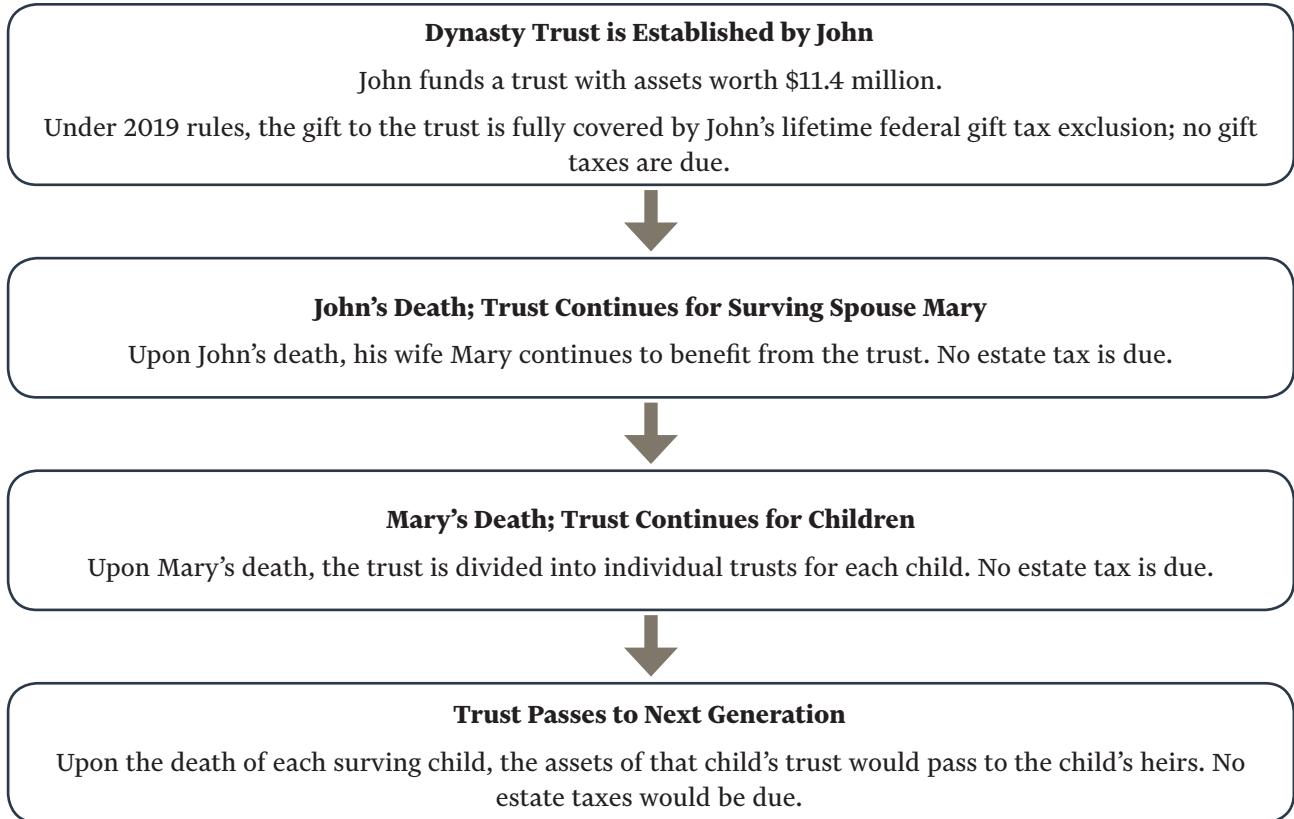 Dynasty Trust is Established by John
John funds a trust with assets worth $11.4 million.
Under 2019 rules, the gift to the trust is fully covered by John’s lifetime federal gift tax exclusion; no gift
taxes are due.
John’s Death; Trust Continues for Surviving Spouse Mary
Upon John’s death, his wife Mary continues to benefit from the trust. No estate tax is due.
Mary’s Death; Trust Continues for Children
Upon Mary’s death, the trust is divided into individual trusts for each child. No estate tax is due.
Trust Passes to Next Generation
Upon the death of each surviving child, the assets of that child’s trust would pass to the child’s heirs. No
estate taxes would be due.